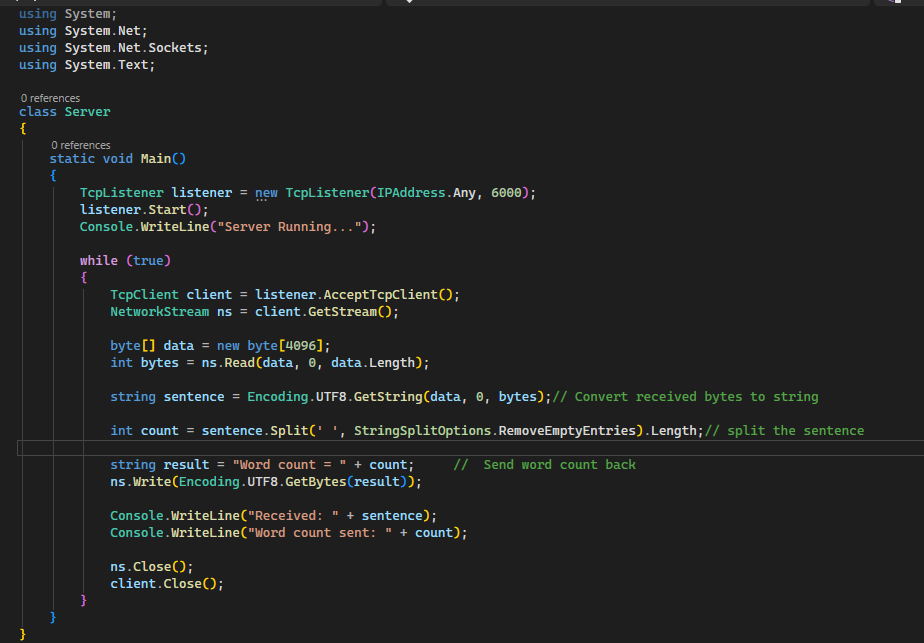 using System;
using System.Net;
using System.Net.Sockets;
using System.Text;
0 references
class Server
{
0 references
static void Main()
{
TcpListener listener = new TcpListener(IPAddress.Any, 6000);
listener.Start();
Console.WriteLine("Server Running...");
while (true)
{
TcpClient client = listener.AcceptTcpClient();
NetworkStream ns = client.GetStream();
byte[] data = new byte[4096];
int bytes = ns.Read(data, 0, data.Length);
string sentence = Encoding.UTF8.GetString(data, 0, bytes);// Convert received bytes to string
int count = sentence.Split(' ', StringSplitOptions.RemoveEmptyEntries).Length;// split the sentence
string result = "Word count = " + count;     //  Send word count back
ns.Write(Encoding.UTF8.GetBytes(result));
Console.WriteLine("Received: " + sentence);
Console.WriteLine("Word count sent: " + count);
ns.Close();
client.Close();
}
}
}